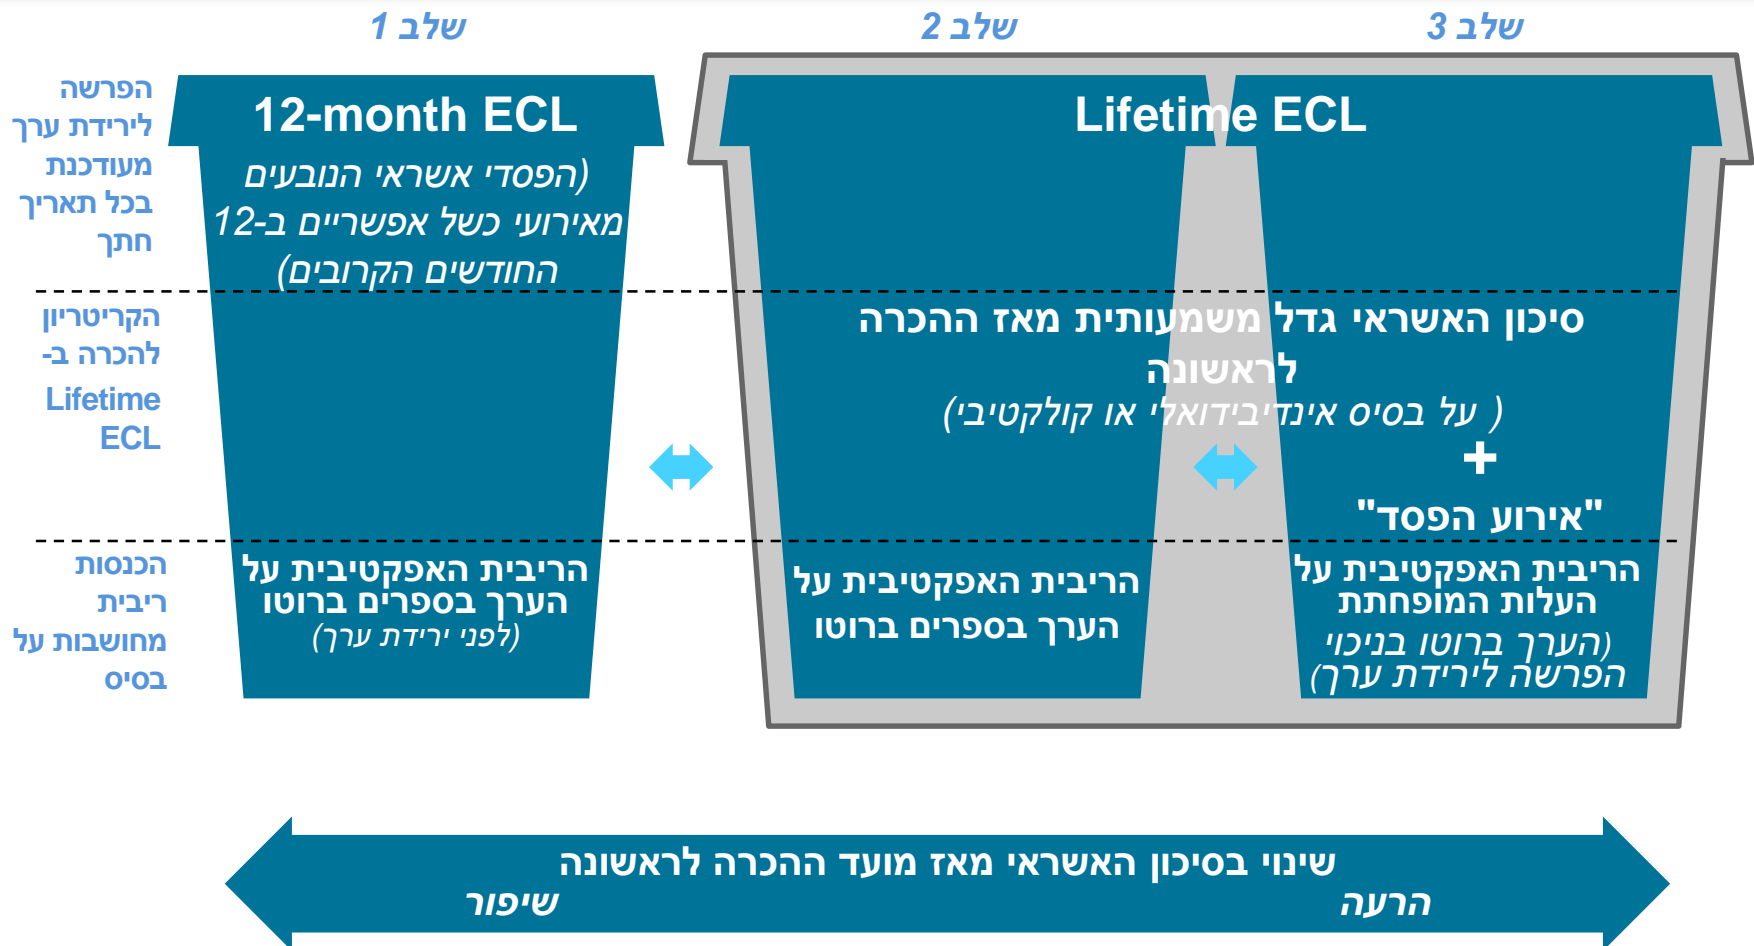 שלב 1
שלב 2
שלב 3
הפרשה
לירידת ערך
מעודכנת
בכל תאריך
חתך
12-month ECL
(הפסדי אשראי הנובעים
מאירועי כשל אפשריים ב-12
החודשים הקרובים)
Lifetime ECL
הקריטריון
להכרה ב-
Lifetime
ECL
סיכון האשראי גדל משמעותית מאז ההכרה
לראשונה
( על בסיס אינדיבידואלי או קולקטיבי)
+
"אירוע הפסד"
הכנסות
ריבית
מחושבות על
בסיס
הריבית האפקטיבית על
הערך בספרים ברוטו
(לפני ירידת ערך)
הריבית האפקטיבית על
הערך בספרים ברוטו
הריבית האפקטיבית על
העלות המופחתת
(הערך ברוטו בניכוי
הפרשה לירידת ערך)
שינוי בסיכון האשראי מאז מועד ההכרה לראשונה
שיפור
הרעה